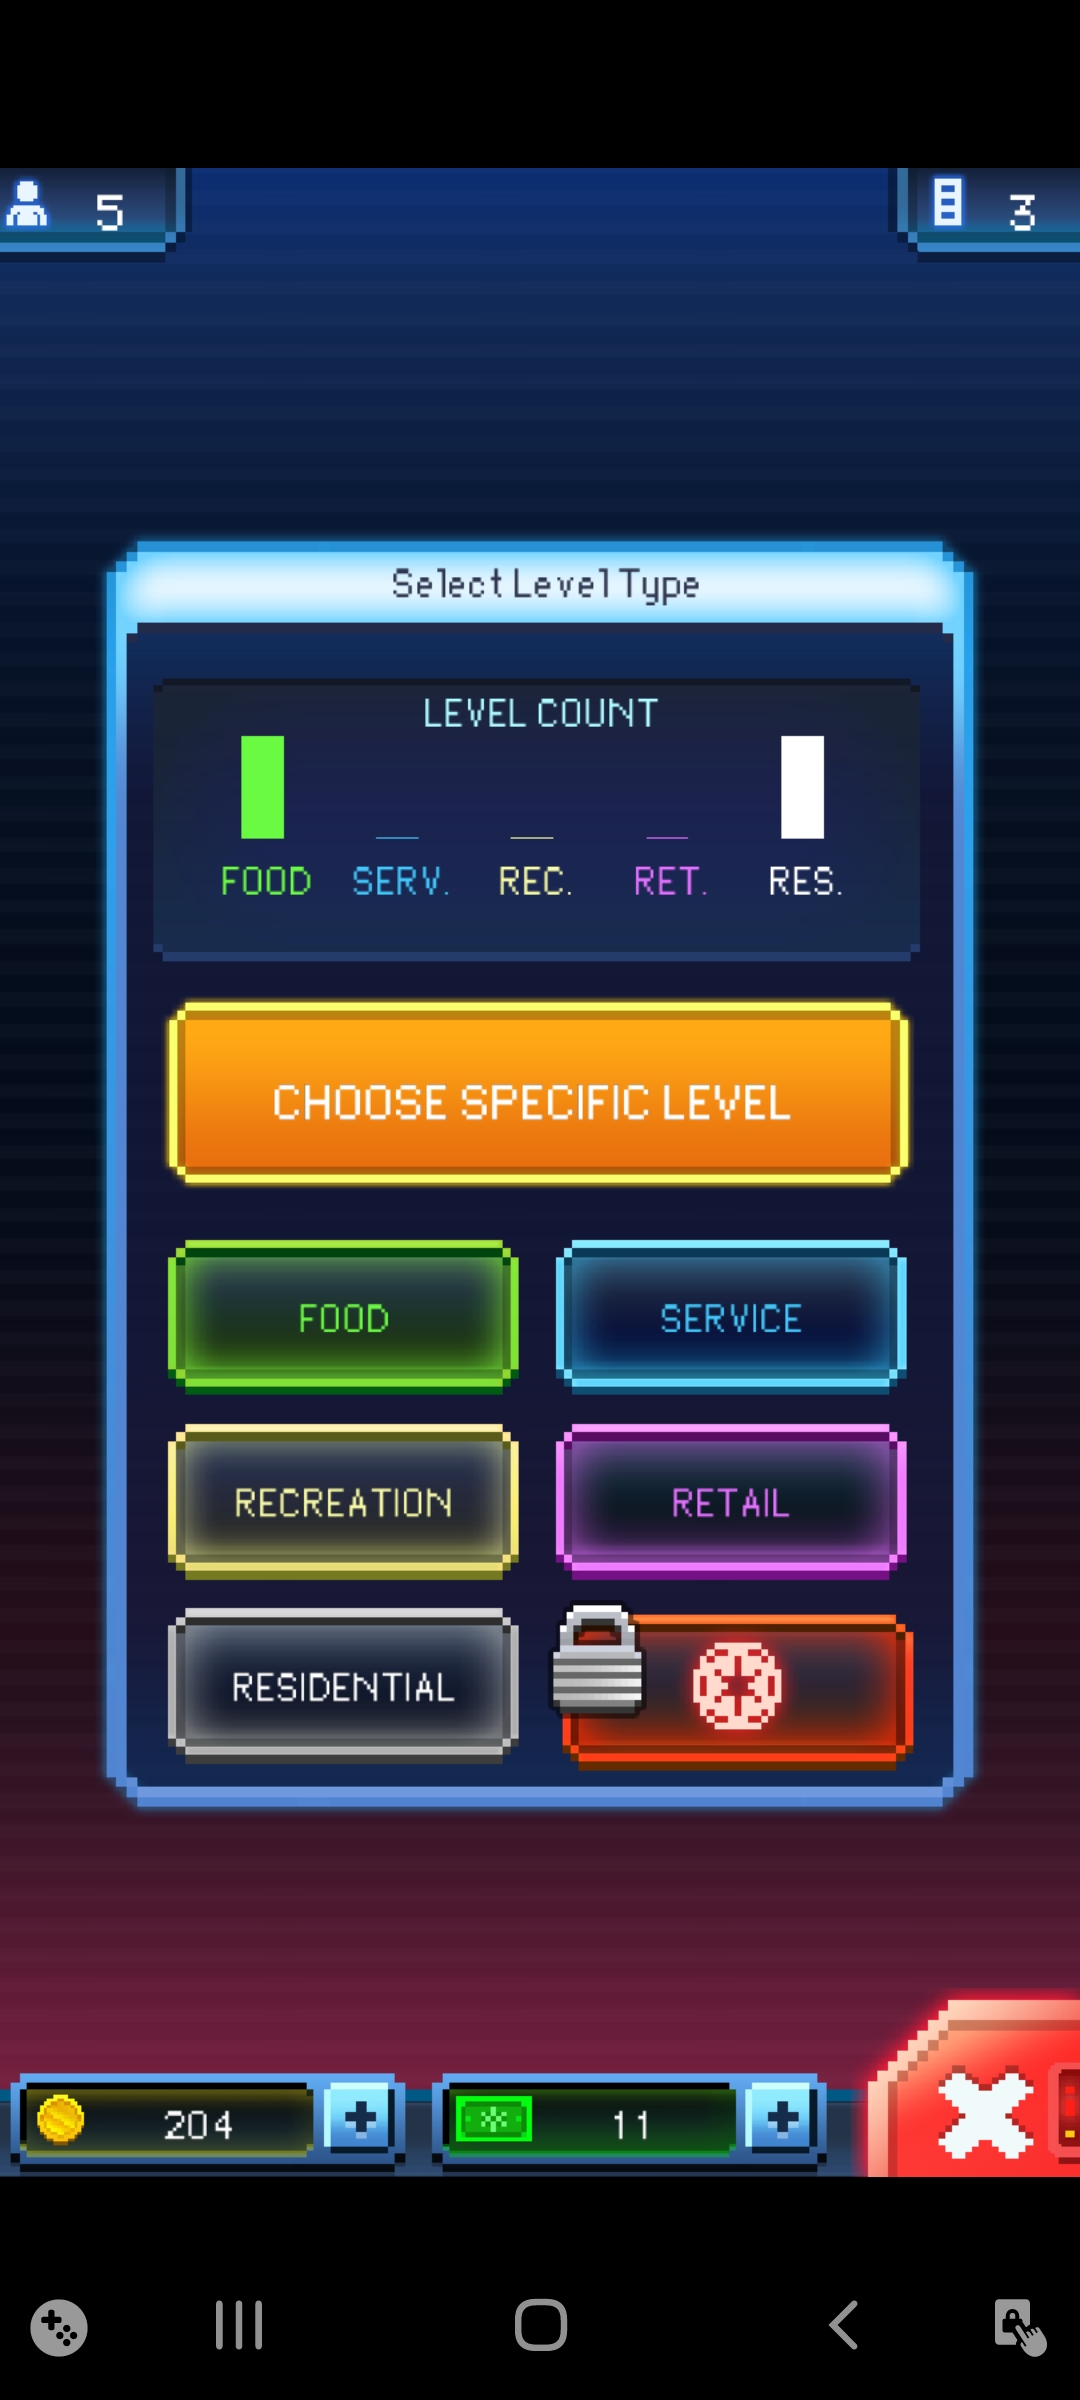 5
3
Select Level Type
LEVEL COUNT
FOOD SERV. REC. RET. RES.
CHOOSE SPECIFIC LEVEL
FOOD SERVICE
RECREATION RETAIL
RESIDENTIAL
204 11